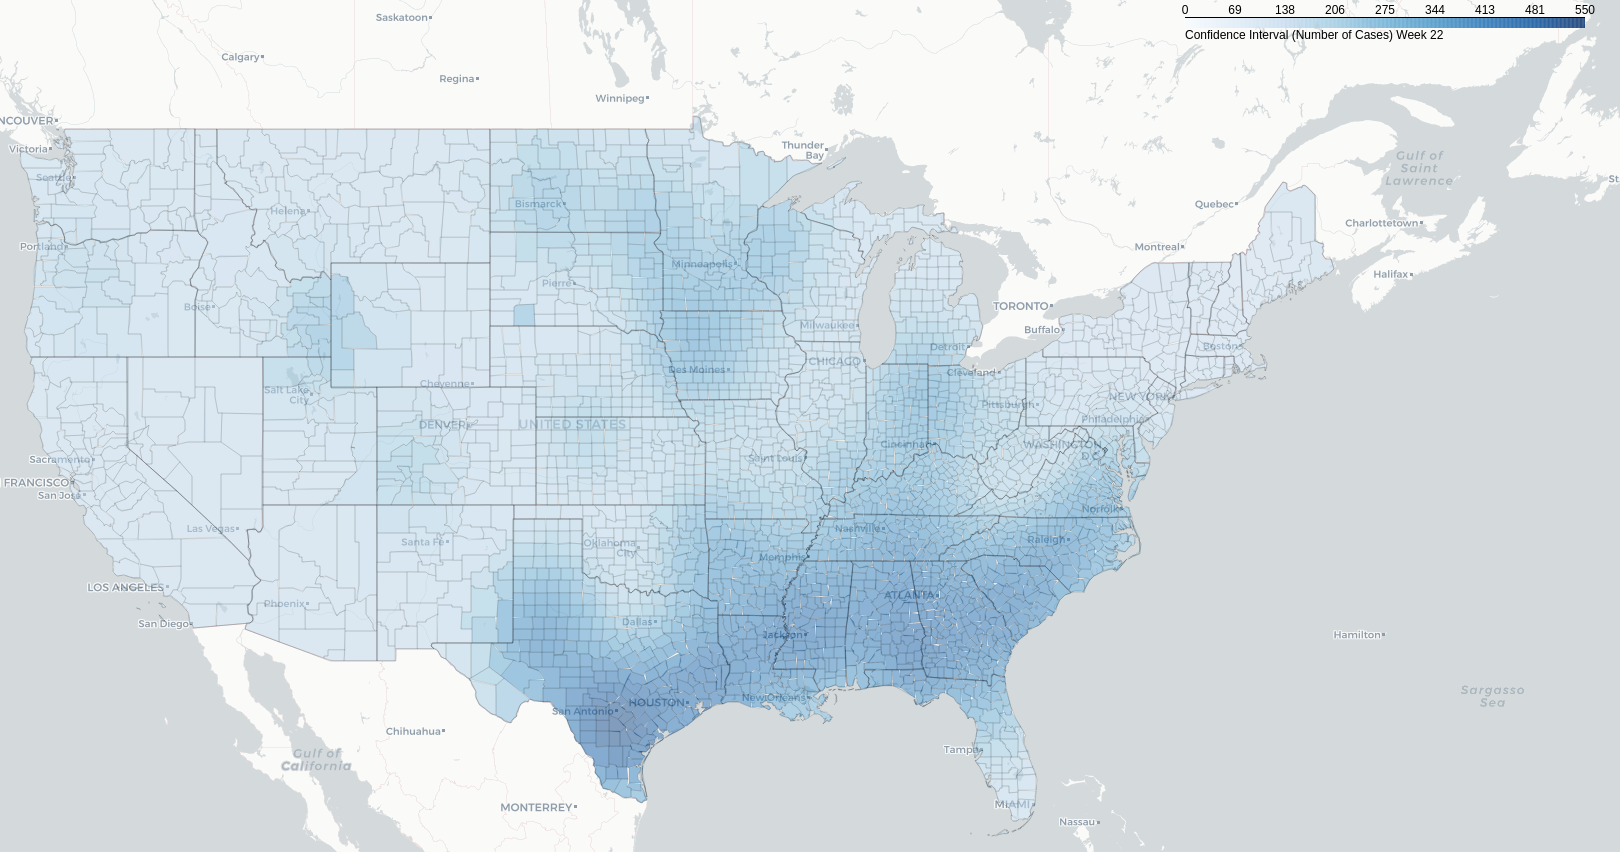 0 69 138 206 275 344 413 481 550
Confidence Interval (Number of Cases) Week 22
Saskatoon
Calgary
Regina
Winnipeg
NCOUVER
Victoria
Seattle
Thunder
Bay
Gulf of
Saint
Lawrence
St
Helena
Bismarck
Quebec
Charlottetown
Portland
Montreal
Minneapolis
Halifax
Pierre
Boise
TORONTO
Buffalo
Milwaukee
Detroit
Boston
CHICAGO
Cleveland
Des Moines
Cheyenne
Salt Lake
City
NEW YORK
Pittsburgh
Philadelphia
DENVER
UNITED STATES
WASHINGTON
D.C.
Cincinnati
Sacramento
Saint Louis
FRANCISCO
San Jose
Norfolk
Las Vegas
Nashville
Santa Fe
Oklahoma
City
Raleigh
Memphis
LOS ANGELES
ATLANTA
Phoenix
San Diego
Dallas
Jackson
Hamilton
Sargasso
Sea
New Orleans
HOUSTON
San Antonio
Chihuahua
Gulf of
California
Tampa
MONTERREY
MIAMI
Nassau